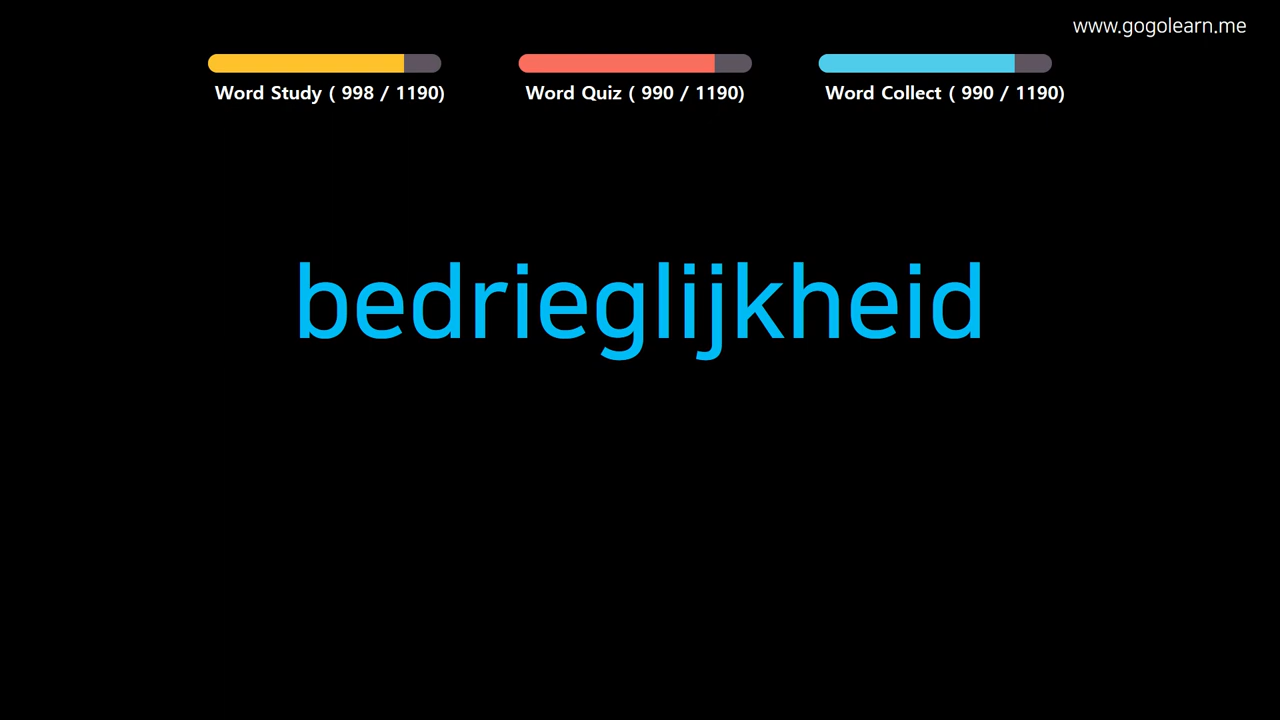 www.gogolearn.me
Word Study ( 998 / 1190)
Word Quiz ( 990 / 1190)
Word Collect ( 990 / 1190)
bedrieglijkheid